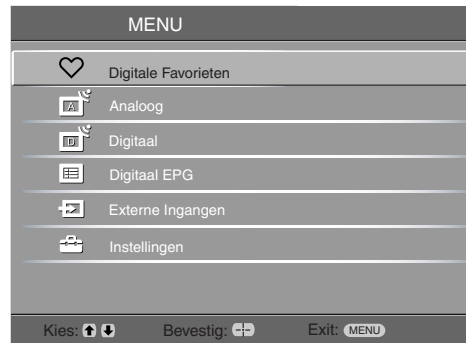 MENU
Digitale Favorieten
A Analoog
D Digitaal
Digitaal EPG
Externe Ingangen
Instellingen
Kies: Bevestig: Exit: MENU